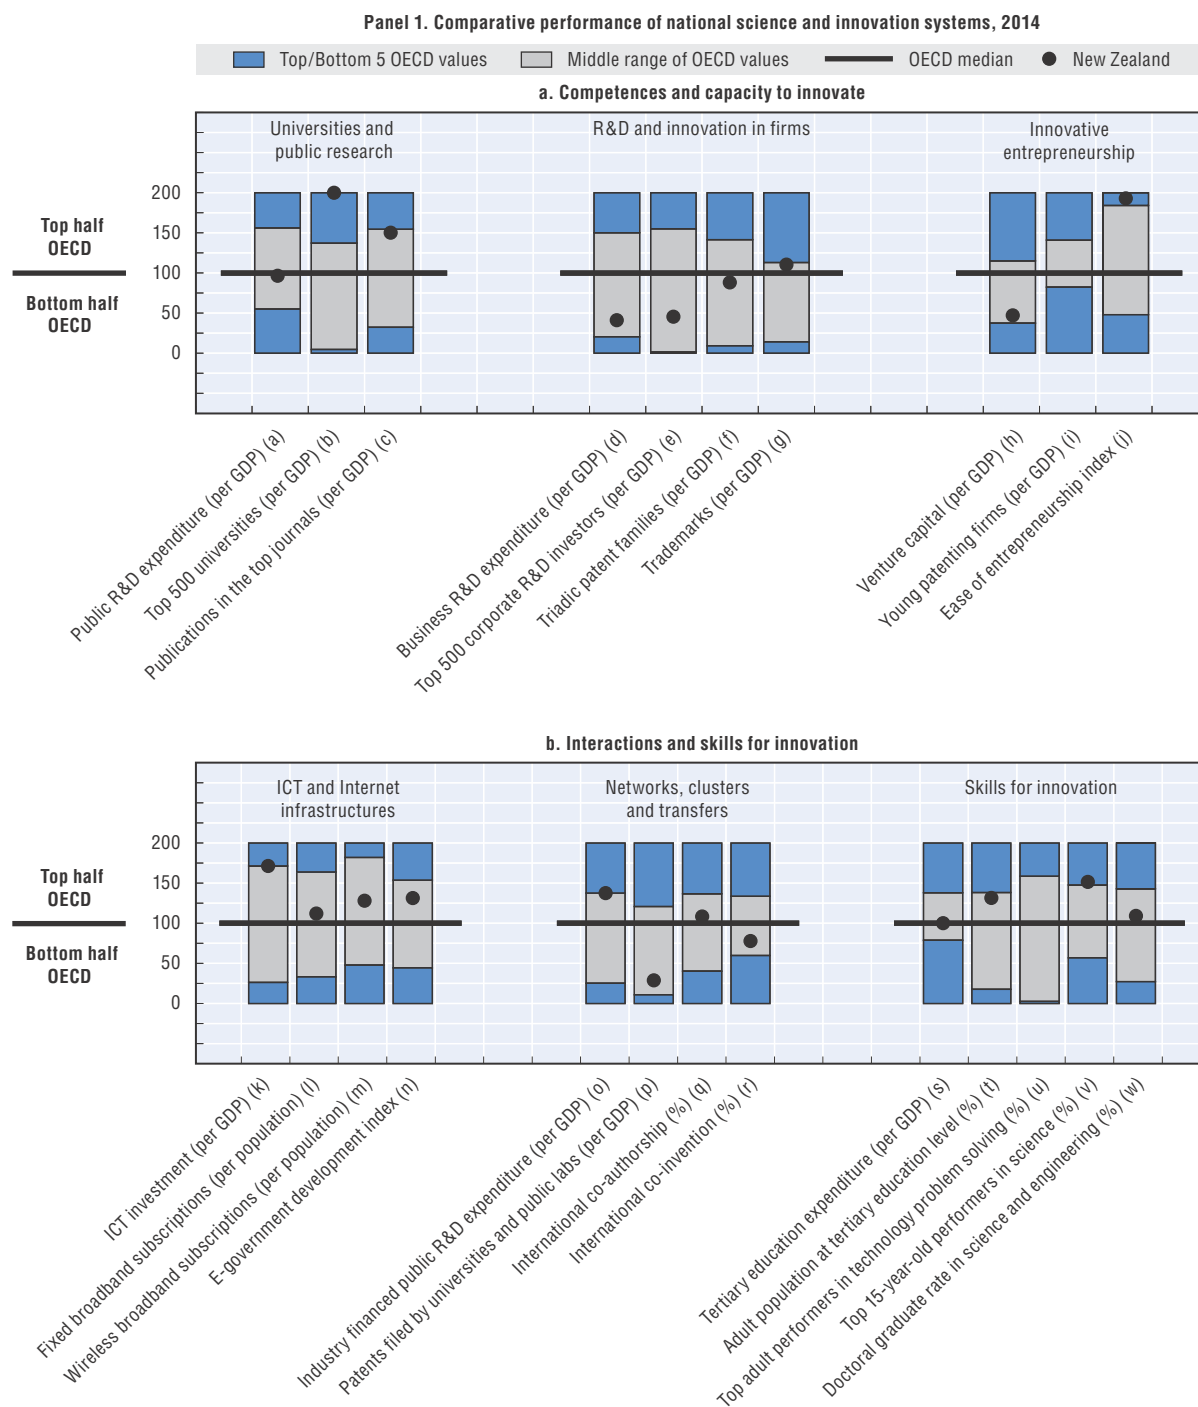 Panel 1. Comparative performance of national science and innovation systems, 2014
Top/Bottom 5 OECD values
Middle range of OECD values
OECD median
New Zealand
a. Competences and capacity to innovate
Universities and
public research
R&D and innovation in firms
Innovative
entrepreneurship
200
150
100
50
0
Top half
OECD
Bottom half
OECD
Public R&D expenditure (per GDP) (a)
Top 500 universities (per GDP) (b)
Publications in the top journals (per GDP) (c)
Business R&D expenditure (per GDP) (d)
Top 500 corporate R&D investors (per GDP) (e)
Triadic patent families (per GDP) (f)
Trademarks (per GDP) (g)
Venture capital (per GDP) (h)
Young patenting firms (per GDP) (i)
Ease of entrepreneurship index (j)
b. Interactions and skills for innovation
ICT and Internet
infrastructures
Networks, clusters
and transfers
Skills for innovation
200
150
100
50
0
Top half
OECD
Bottom half
OECD
ICT investment (per GDP) (k)
Fixed broadband subscriptions (per population) (l)
Wireless broadband subscriptions (per population) (m)
E-government development index (n)
Industry financed public R&D expenditure (per GDP) (o)
Patents filed by universities and public labs (per GDP) (p)
International co-authorship (%) (q)
International co-invention (%) (r)
Tertiary education expenditure (per GDP) (s)
Adult population at tertiary education level (%) (t)
Top adult performers in technology problem solving (%) (u)
Top 15-year-old performers in science (%) (v)
Doctoral graduate rate in science and engineering (%) (w)